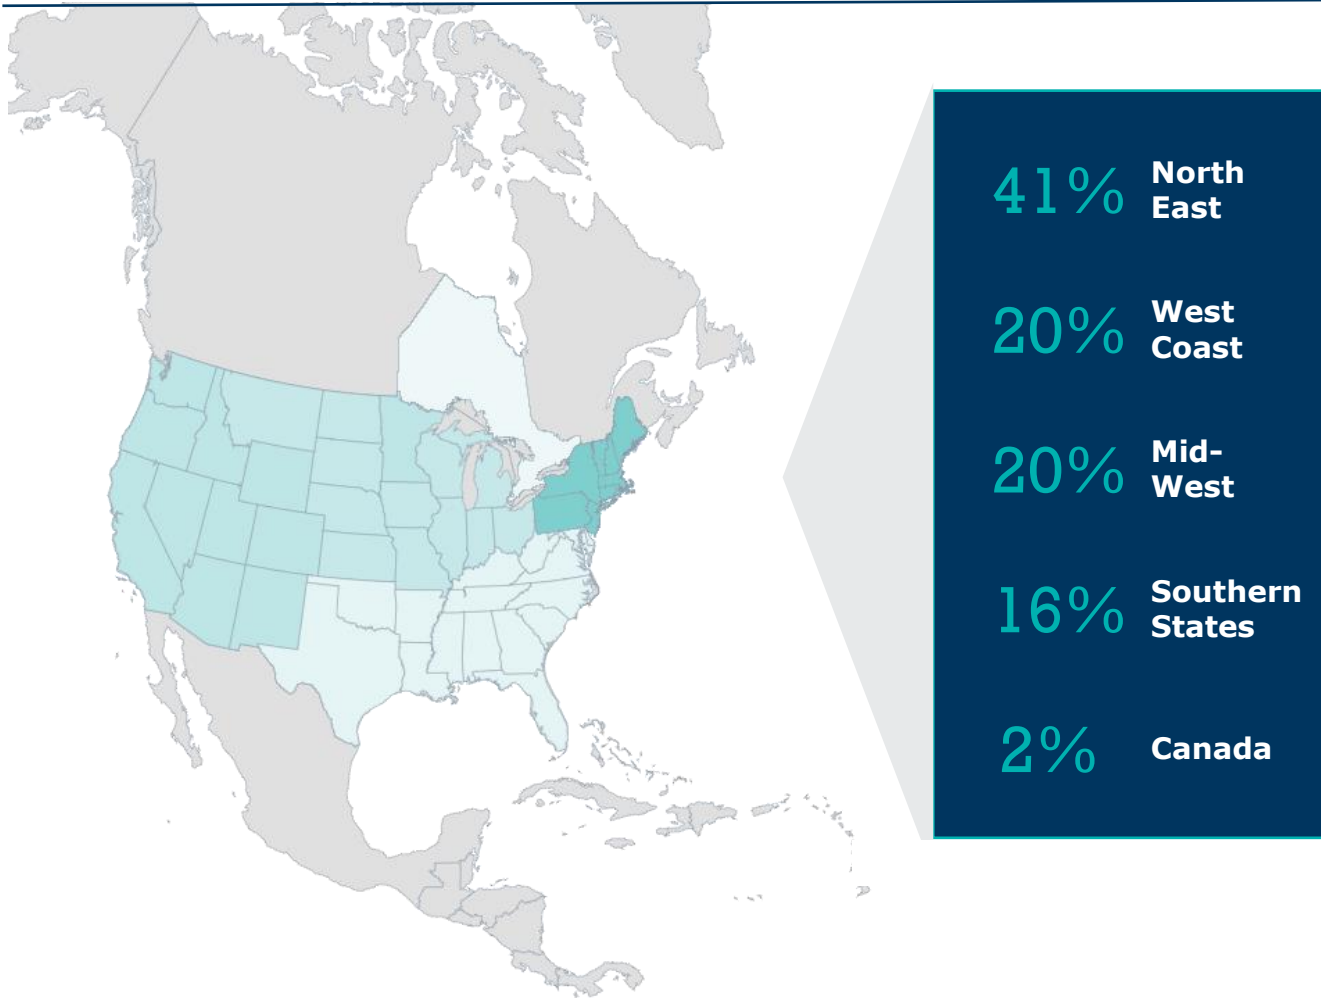 41% North
East
20% West
Coast
20% Mid-
West
16% Southern
States
2% Canada